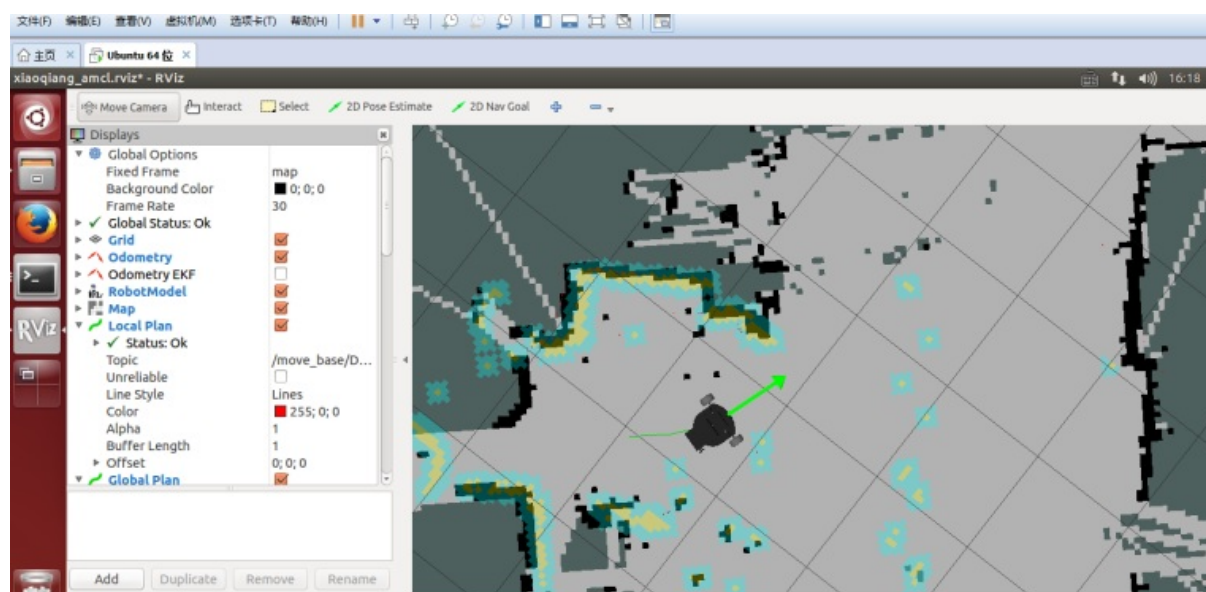 文件(F) 编辑(E) 查看(V) 虚拟机(M) 选项卡(T) 帮助(H)
主页 × Ubuntu 64 位 ×
xiaoqiang_amcl.rviz* - RViz 16:18
Move Camera Interact Select 2D Pose Estimate 2D Nav Goal
Displays
Global Options
Fixed Frame map
Background Color 0; 0; 0
Frame Rate 30
Global Status: Ok
Grid
Odometry
Odometry EKF
RobotModel
Map
Local Plan
Status: Ok
Topic /move_base/D...
Unreliable
Line Style Lines
Color 255; 0; 0
Alpha 1
Buffer Length 1
Offset 0; 0; 0
Global Plan
Add Duplicate Remove Rename
RViz